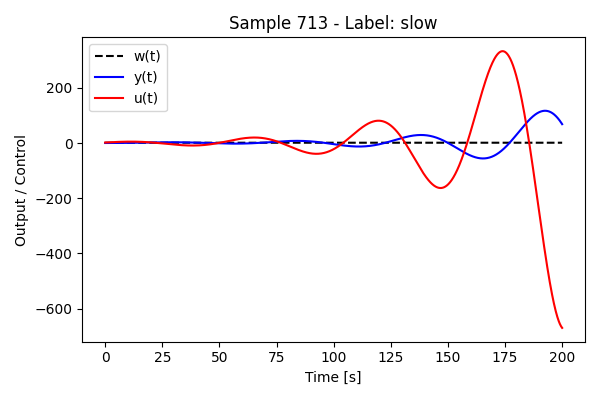 Sample 713 - Label: slow
w(t)
y(t)
u(t)
Output / Control
200
0
−200
−400
−600
0 25 50 75 100 125 150 175 200
Time [s]